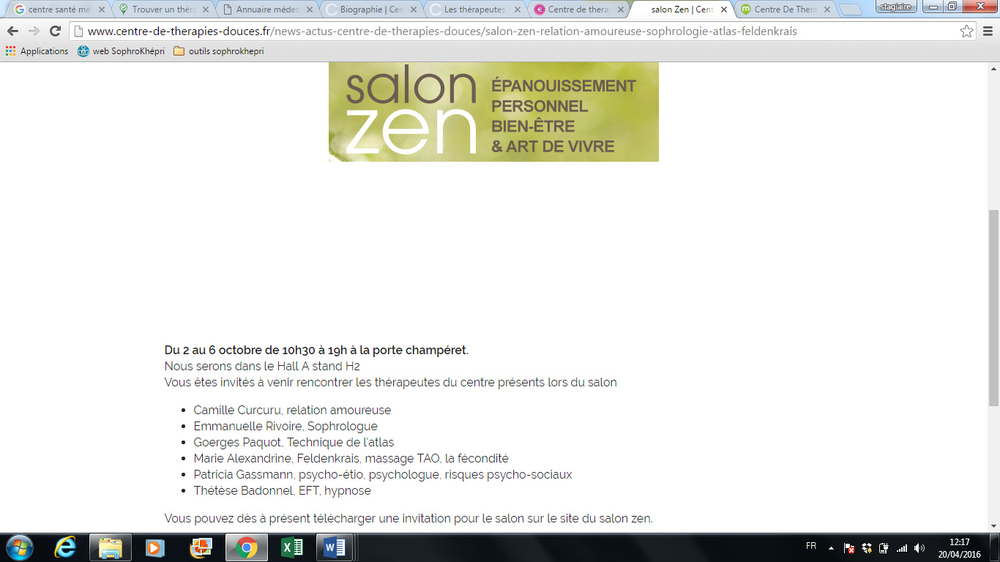 centre santé me
Trouver un théra
Annuaire médec
Biographie | Cen
Les thérapeutes
Centre de therap
salon Zen | Cent
Centre De Thera
stagiaire
www.centre-de-therapies-douces.fr/news-actus-centre-de-therapies-douces/salon-zen-relation-amoureuse-sophrologie-atlas-feldenkrais
Applications
web SophroKhépri
outils sophrokhepri
salon
zen
ÉPANOUISSEMENT
PERSONNEL
BIEN-ÊTRE
& ART DE VIVRE
Du 2 au 6 octobre de 10h30 à 19h à la porte champéret.
Nous serons dans le Hall A stand H2
Vous êtes invités à venir rencontrer les thérapeutes du centre présents lors du salon
• Camille Curcuru, relation amoureuse
• Emmanuelle Rivoire, Sophrologue
• Goerges Paquot, Technique de l'atlas
• Marie Alexandrine, Feldenkrais, massage TAO, la fécondité
• Patricia Gassmann, psycho-étio, psychologue, risques psycho-sociaux
• Thétèse Badonnel, EFT, hypnose
Vous pouvez dès à présent télécharger une invitation pour le salon sur le site du salon zen.
FR
12:17
20/04/2016